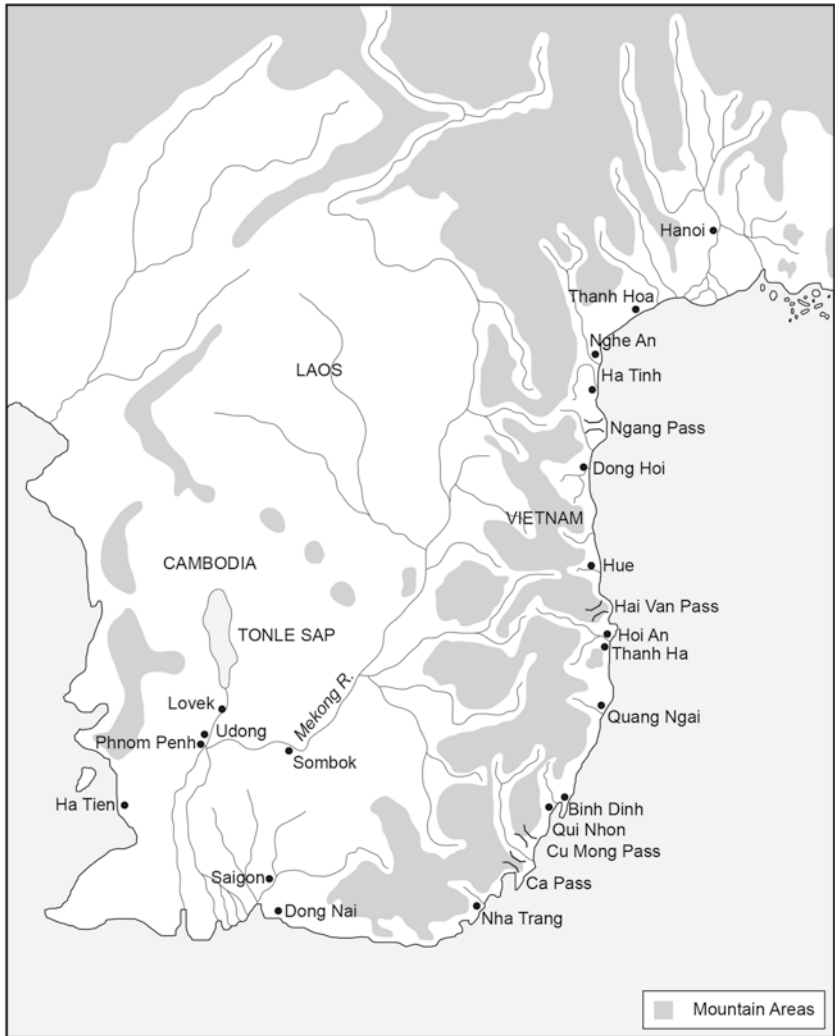 Hanoi
Thanh Hoa
Nghe An
LAOS
Ha Tinh
Ngang Pass
Dong Hoi
VIETNAM
CAMBODIA
Hue
Hai Van Pass
TONLE SAP
Hoi An
Thanh Ha
Mekong R.
Lovek
Quang Ngai
Udong
Phnom Penh
Sombok
Ha Tien
Binh Dinh
Qui Nhon
Cu Mong Pass
Saigon
Ca Pass
Dong Nai
Nha Trang
Mountain Areas